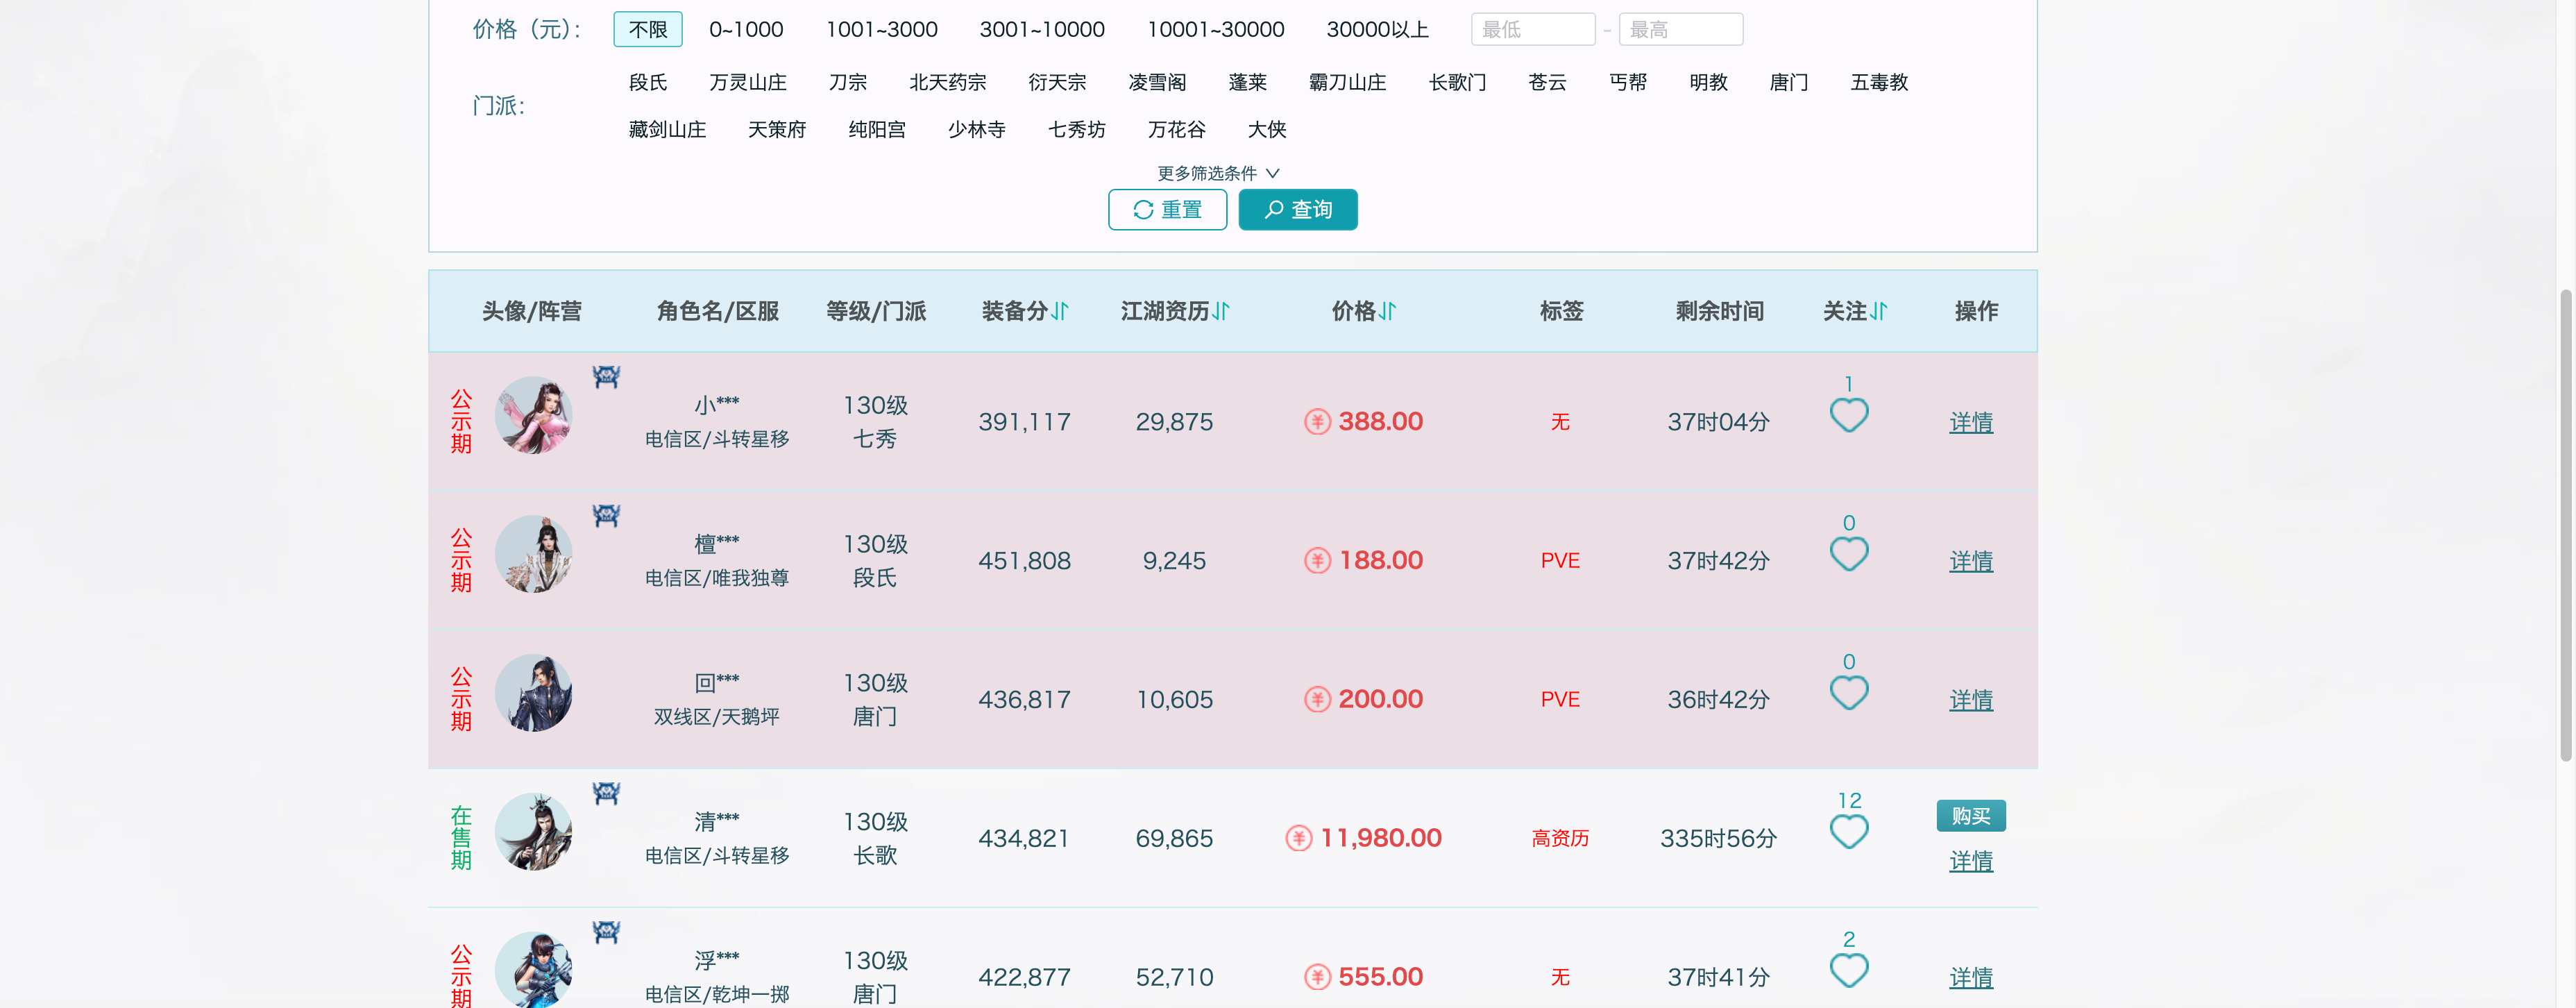 价格（元）： 不限 0~1000 1001~3000 3001~10000 10001~30000 30000以上 最低 - 最高
门派： 段氏 万灵山庄 刀宗 北天药宗 衍天宗 凌雪阁 蓬莱 霸刀山庄 长歌门 苍云 丐帮 明教 唐门 五毒教
藏剑山庄 天策府 纯阳宫 少林寺 七秀坊 万花谷 大侠
更多筛选条件
重置 查询
头像/阵营 角色名/区服 等级/门派 装备分 江湖资历 价格 标签 剩余时间 关注 操作
公示期 小*** 130级 391,117 29,875 388.00 无 37时04分 1 详情
电信区/斗转星移 七秀
公示期 檀*** 130级 451,808 9,245 188.00 PVE 37时42分 0 详情
电信区/唯我独尊 段氏
公示期 回*** 130级 436,817 10,605 200.00 PVE 36时42分 0 详情
双线区/天鹅坪 唐门
在售期 清*** 130级 434,821 69,865 11,980.00 高资历 335时56分 12 购买
电信区/斗转星移 长歌 详情
公示期 浮*** 130级 422,877 52,710 555.00 无 37时41分 2 详情
电信区/乾坤一掷 唐门